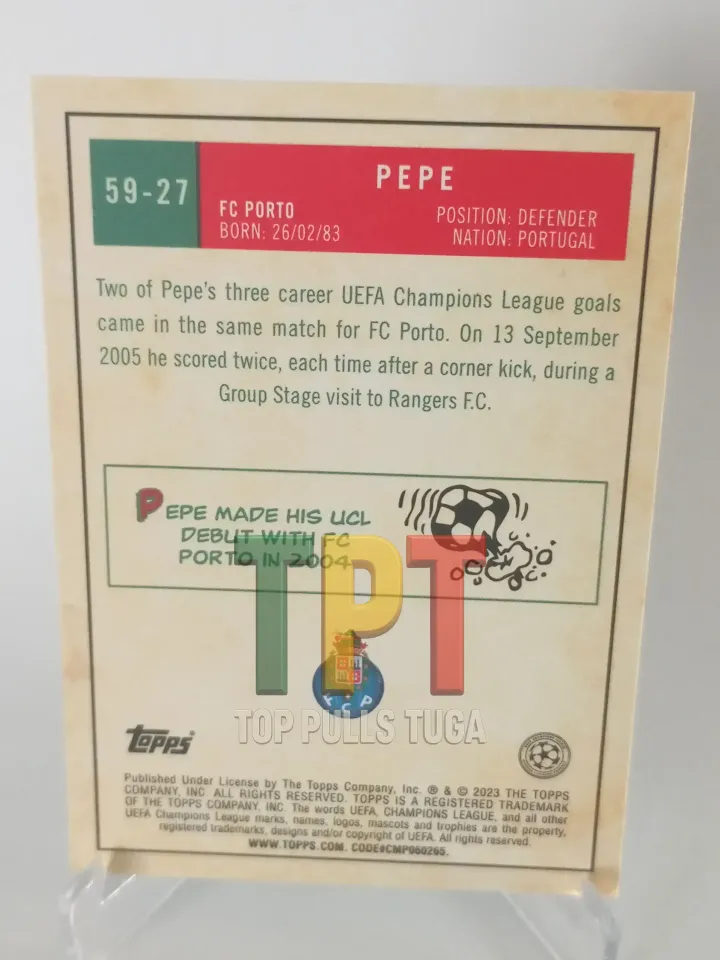 59-27
PEPE
FC PORTO
BORN: 26/02/83
POSITION: DEFENDER
NATION: PORTUGAL
Two of Pepe's three career UEFA Champions League goals
came in the same match for FC Porto. On 13 September
2005 he scored twice, each time after a corner kick, during a
Group Stage visit to Rangers F.C.
PEPE MADE HIS UCL
DEBUT WITH FC
PORTO IN 2004.
TPT
FCP
TOP PULLS TUGA
topps
Published Under License by The Topps Company, Inc. ® & © 2023 THE TOPPS
COMPANY, INC. ALL RIGHTS RESERVED. TOPPS IS A REGISTERED TRADEMARK
OF THE TOPPS COMPANY, INC. The words UEFA, CHAMPIONS LEAGUE, and all other
UEFA Champions League marks, names, logos, mascots and trophies are the property,
registered trademarks, designs and/or copyright of UEFA. All rights reserved.
WWW.TOPPS.COM. CODE#CMP060265.